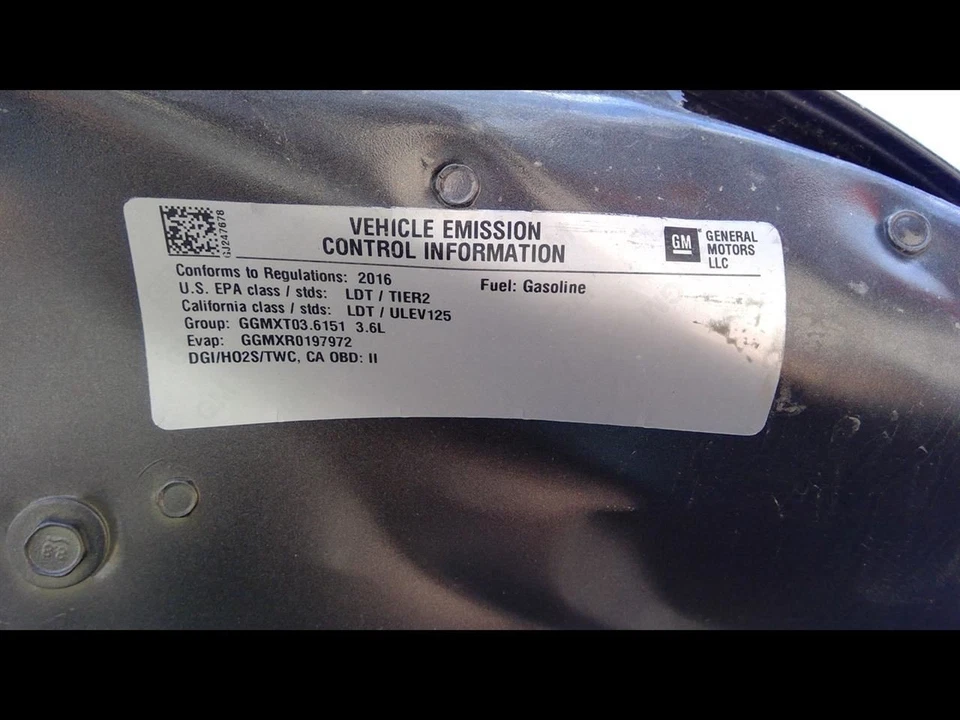 GJ247678
VEHICLE EMISSION
CONTROL INFORMATION
GM
GENERAL
MOTORS
LLC
Conforms to Regulations: 2016
Fuel: Gasoline
U.S. EPA class / stds: LDT / TIER2
California class / stds: LDT / ULEV125
Group: GGMXT03.6151 3.6L
Evap: GGMXR0197972
DGI/HO2S/TWC, CA OBD: II